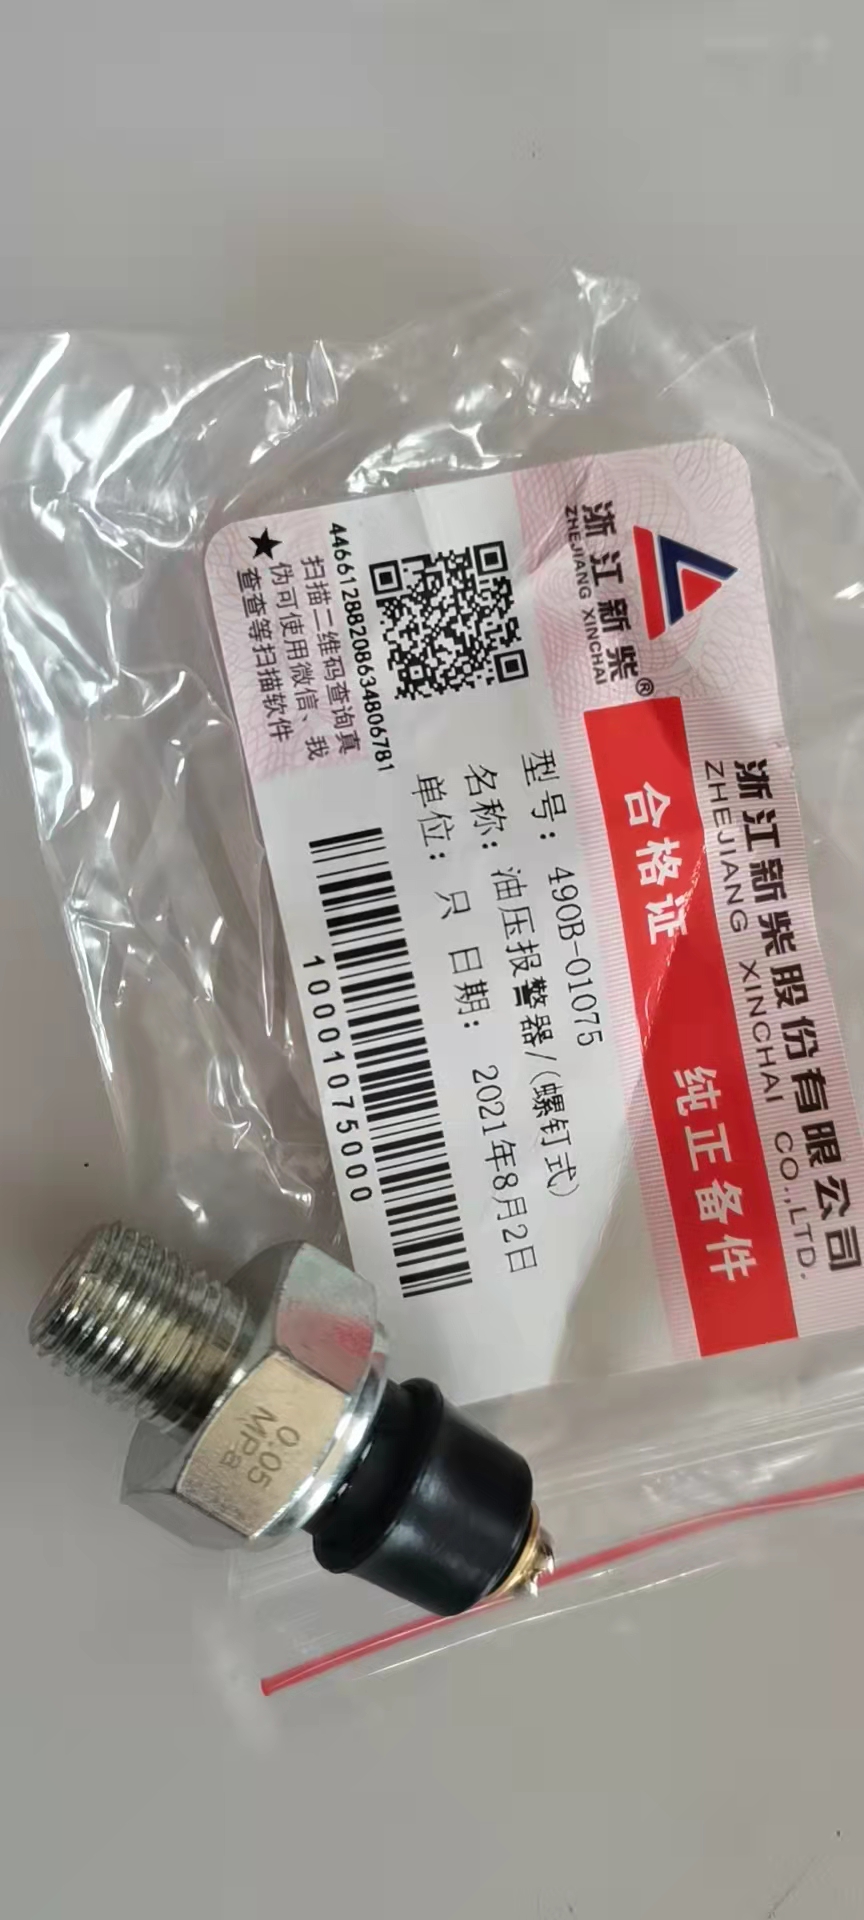 浙江新柴®
ZHEJIANG XINCHAI
浙江新柴股份有限公司
ZHEJIANG XINCHAI CO.,LTD.
合格证 纯正备件
型号: 490B-01075
名称: 油压报警器/(螺钉式)
单位: 只 日期: 2021年8月2日
10001075000
44661288208634806781
扫描二维码查询真
伪可使用微信、我
查查等扫描软件
0.05
MPa